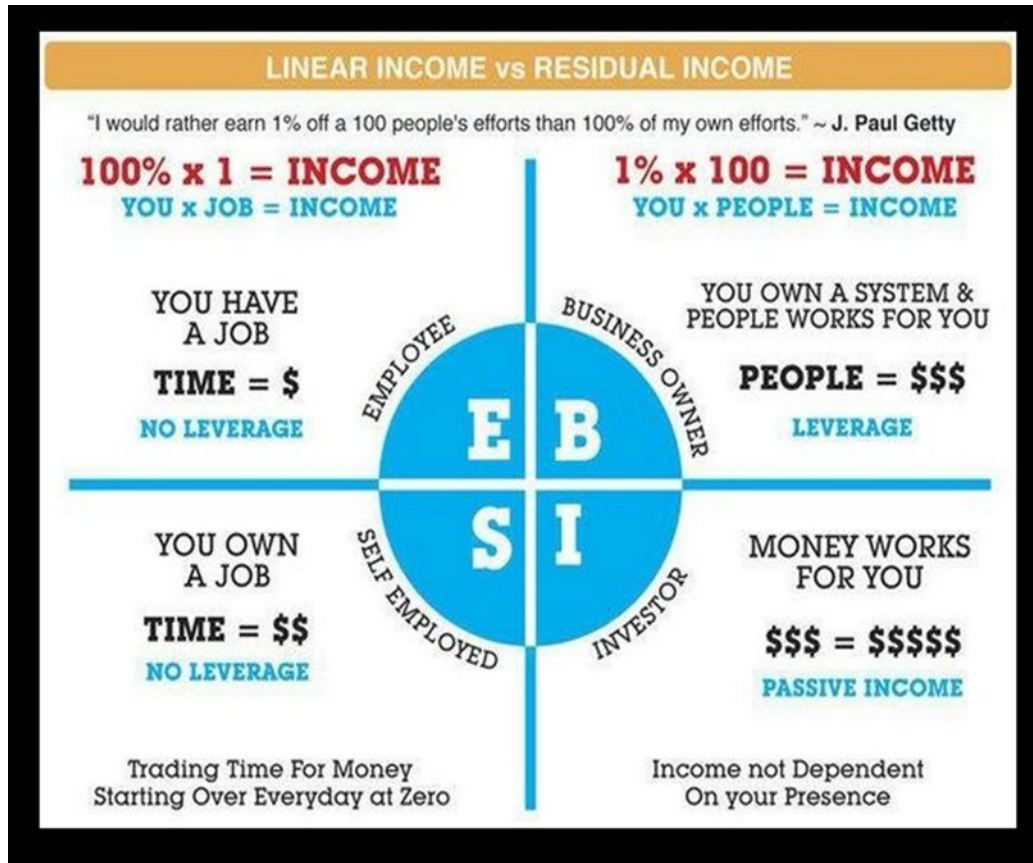 LINEAR INCOME vs RESIDUAL INCOME
"I would rather earn 1% off a 100 people's efforts than 100% of my own efforts." ~ J. Paul Getty
100% x 1 = INCOME
YOU x JOB = INCOME
1% x 100 = INCOME
YOU x PEOPLE = INCOME
YOU HAVE
A JOB
TIME = $
NO LEVERAGE
EMPLOYEE
E
BUSINESS OWNER
B
YOU OWN A SYSTEM &
PEOPLE WORKS FOR YOU
PEOPLE = $$$
LEVERAGE
YOU OWN
A JOB
TIME = $$
NO LEVERAGE
SELF EMPLOYED
S
INVESTOR
I
MONEY WORKS
FOR YOU
$$$ = $$$$$
PASSIVE INCOME
Trading Time For Money
Starting Over Everyday at Zero
Income not Dependent
On your Presence